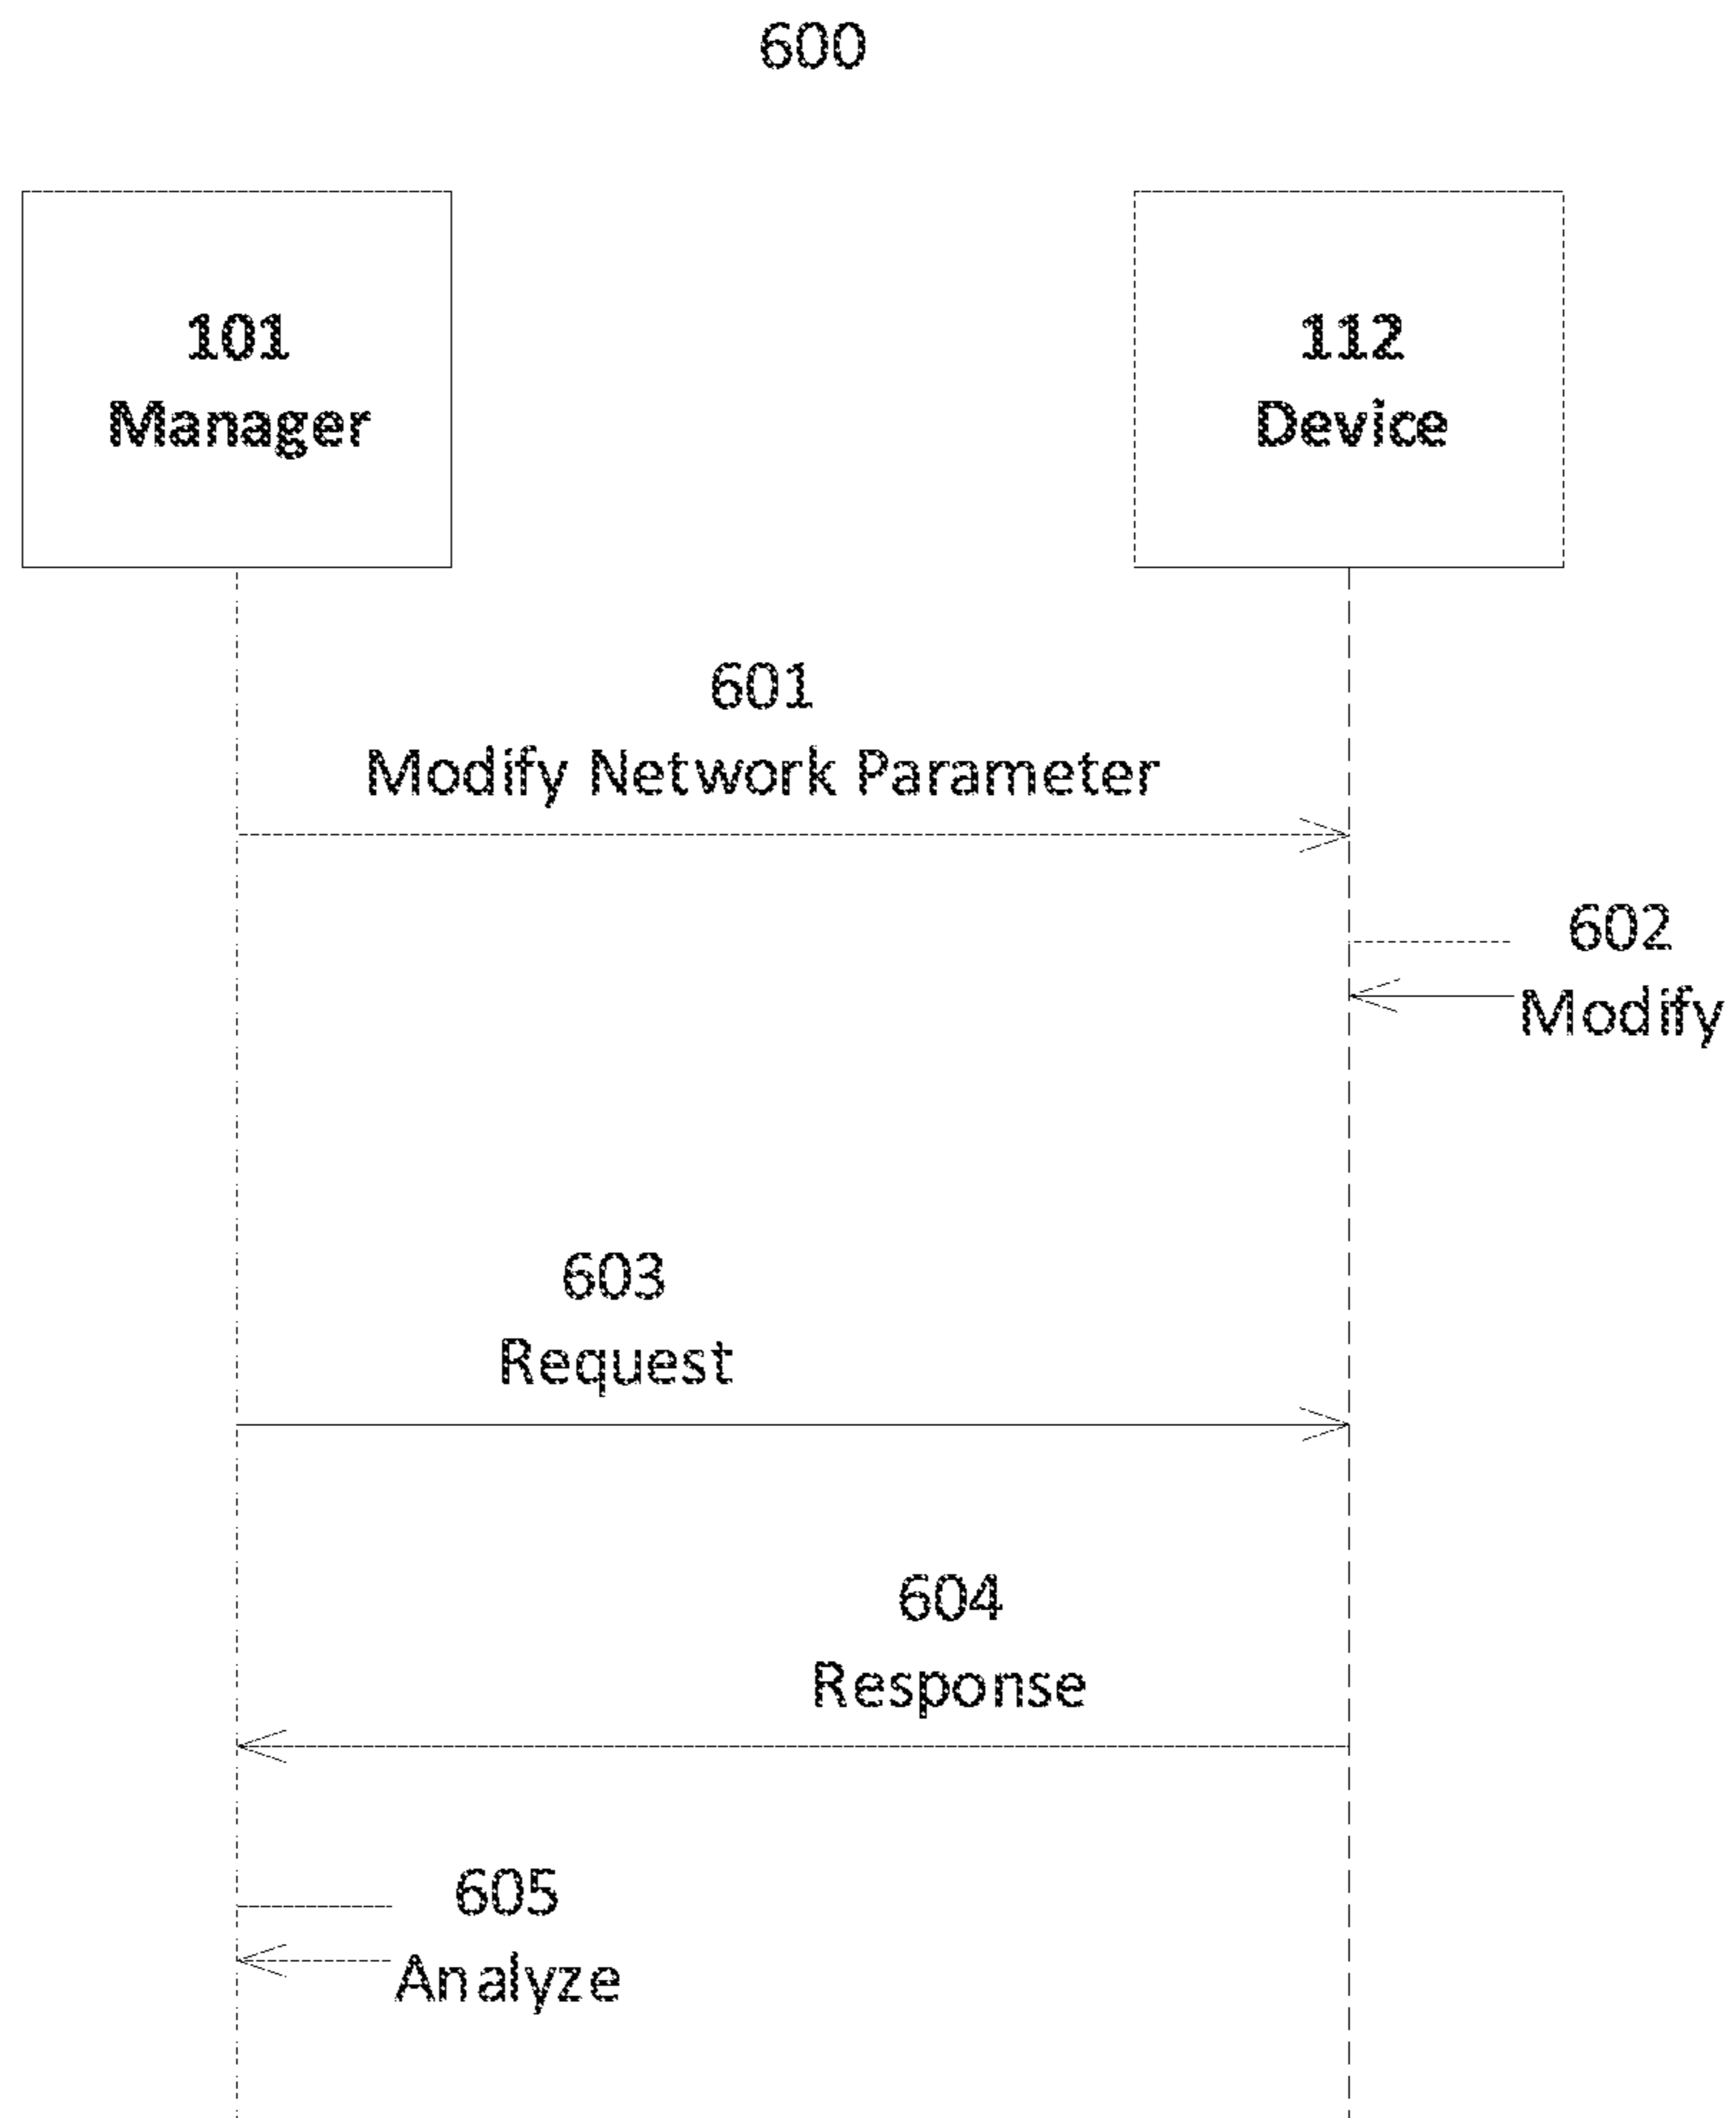 600
101
Manager
112
Device
601
Modify Network Parameter
602
Modify
603
Request
604
Response
605
Analyze